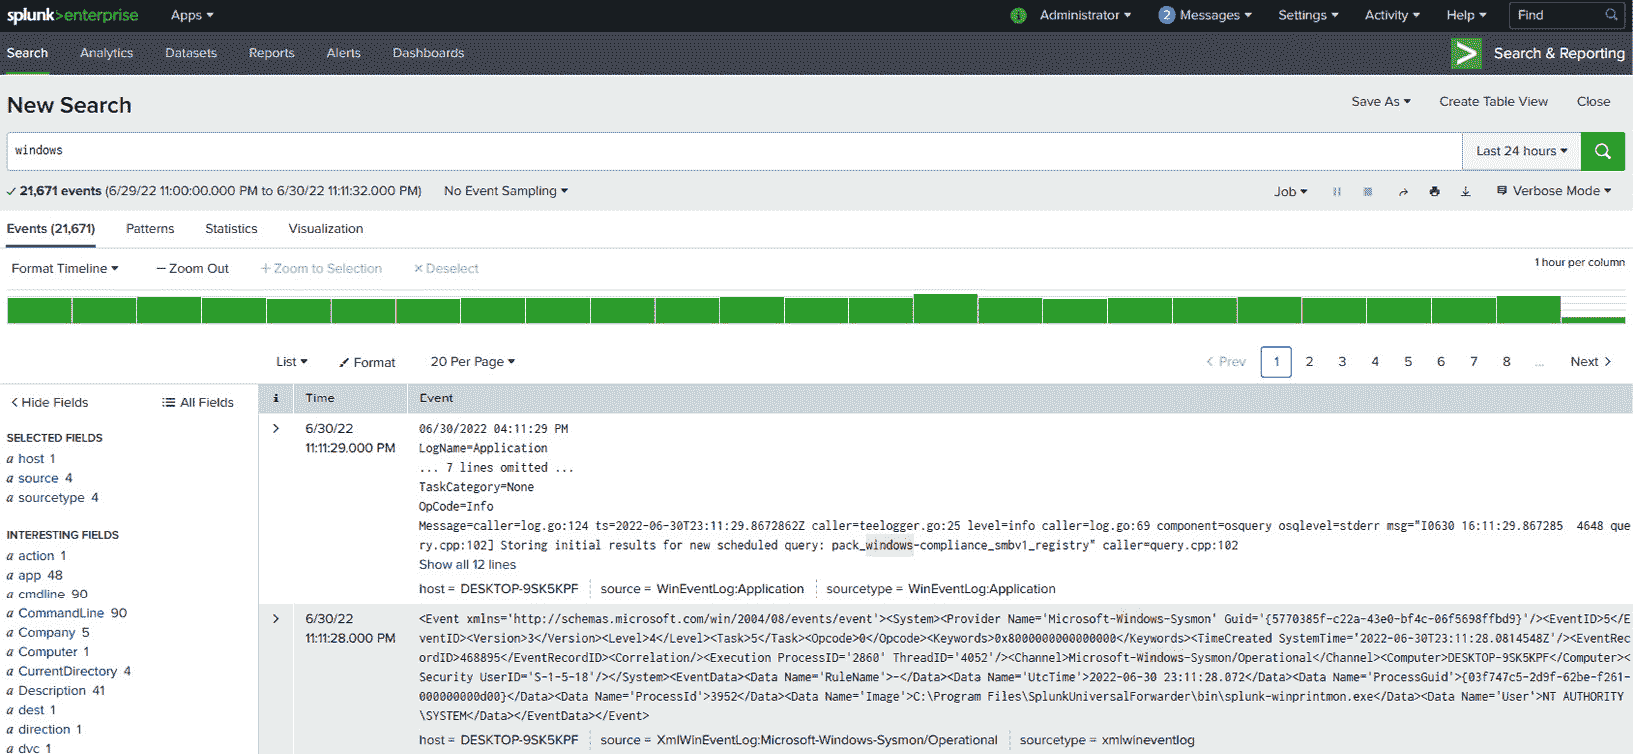 splunk>enterprise Apps Administrator 2 Messages Settings Activity Help Find
Search Analytics Datasets Reports Alerts Dashboards Search & Reporting
New Search Save As Create Table View Close
windows Last 24 hours
21,671 events (6/29/22 11:00:00.000 PM to 6/30/22 11:11:32.000 PM) No Event Sampling Job Verbose Mode
Events (21,671) Patterns Statistics Visualization
Format Timeline — Zoom Out + Zoom to Selection × Deselect 1 hour per column
List Format 20 Per Page < Prev 1 2 3 4 5 6 7 8 ... Next >
< Hide Fields All Fields
SELECTED FIELDS
a host 1
a source 4
a sourcetype 4
INTERESTING FIELDS
a action 1
a app 48
a cmdline 90
a CommandLine 90
a Company 5
a Computer 1
a CurrentDirectory 4
a Description 41
a dest 1
a direction 1
a dvc 1
i Time Event
> 6/30/22
11:11:29.000 PM
06/30/2022 04:11:29 PM
LogName=Application
... 7 lines omitted ...
TaskCategory=None
OpCode=Info
Message=caller=log.go:124 ts=2022-06-30T23:11:29.8672862Z caller=teelogger.go:25 level=info caller=log.go:69 component=osquery osqlevel=stderr msg="I0630 16:11:29.867285  4648 que
ry.cpp:102] Storing initial results for new scheduled query: pack_windows-compliance_smbv1_registry" caller=query.cpp:102
Show all 12 lines
host = DESKTOP-9SK5KPF source = WinEventLog:Application sourcetype = WinEventLog:Application
> 6/30/22
11:11:28.000 PM
<Event xmlns='http://schemas.microsoft.com/win/2004/08/events/event'><System><Provider Name='Microsoft-Windows-Sysmon' Guid='{5770385f-c22a-43e0-bf4c-06f5698ffbd9}'/><EventID>5</E
ventID><Version>3</Version><Level>4</Level><Task>5</Task><Opcode>0</Opcode><Keywords>0x8000000000000000</Keywords><TimeCreated SystemTime='2022-06-30T23:11:28.0814548Z'/><EventRec
ordID>468895</EventRecordID><Correlation/><Execution ProcessID='2860' ThreadID='4052'/><Channel>Microsoft-Windows-Sysmon/Operational</Channel><Computer>DESKTOP-9SK5KPF</Computer><
Security UserID='S-1-5-18'/></System><EventData><Data Name='RuleName'>-</Data><Data Name='UtcTime'>2022-06-30 23:11:28.072</Data><Data Name='ProcessGuid'>{03f747c5-2d9f-62be-f261-
000000000d00}</Data><Data Name='ProcessId'>3952</Data><Data Name='Image'>C:\Program Files\SplunkUniversalForwarder\bin\splunk-winprintmon.exe</Data><Data Name='User'>NT AUTHORITY
\SYSTEM</Data></EventData></Event>
host = DESKTOP-9SK5KPF source = XmlWinEventLog:Microsoft-Windows-Sysmon/Operational sourcetype = xmlwineventlog